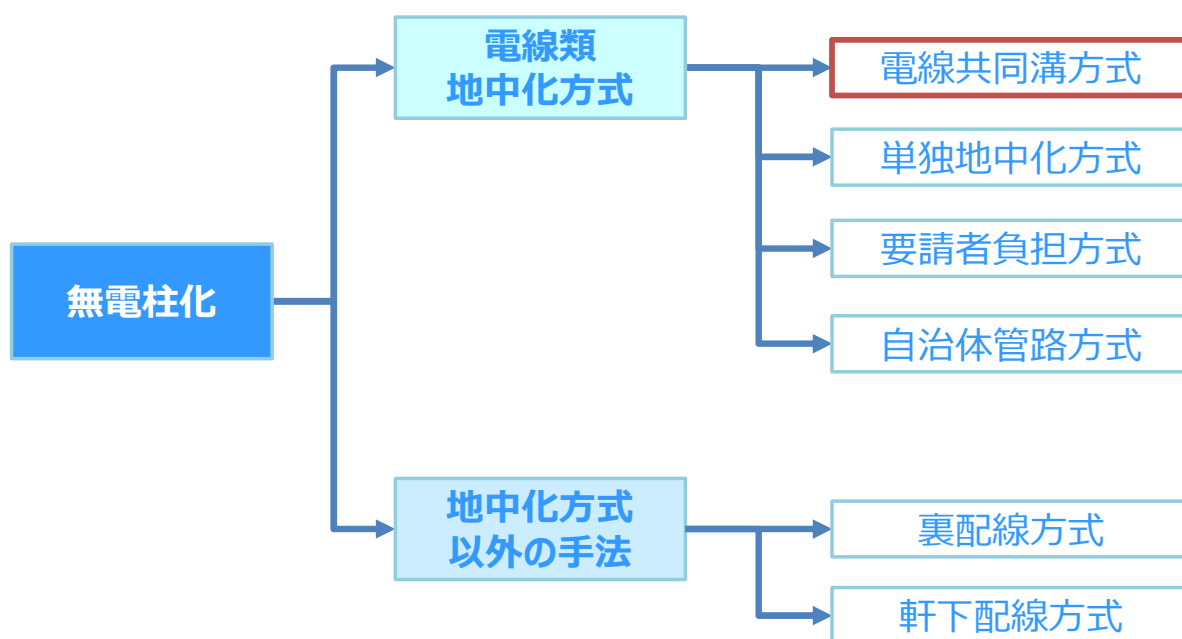 無電柱化
電線類
地中化方式
電線共同溝方式
単独地中化方式
要請者負担方式
自治体管路方式
地中化方式
以外の手法
裏配線方式
軒下配線方式